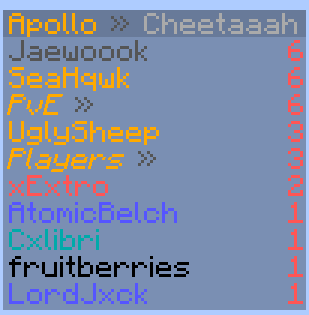 Apollo » Cheetaaah
Jaewoook 6
SeaHqwk 6
PvE » 6
UglySheep 3
Players » 3
xExtro 2
AtomicBelch 1
Cxlibri 1
fruitberries 1
LordJxck 1